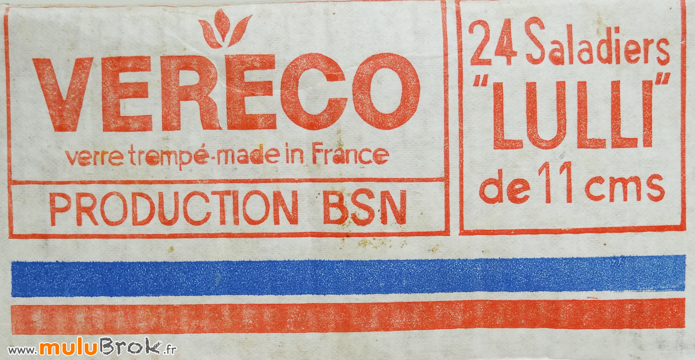 VERECO
verre trempé-made in France
PRODUCTION BSN
24 Saladiers
"LULLI"
de 11 cms
www.muluBrok.fr